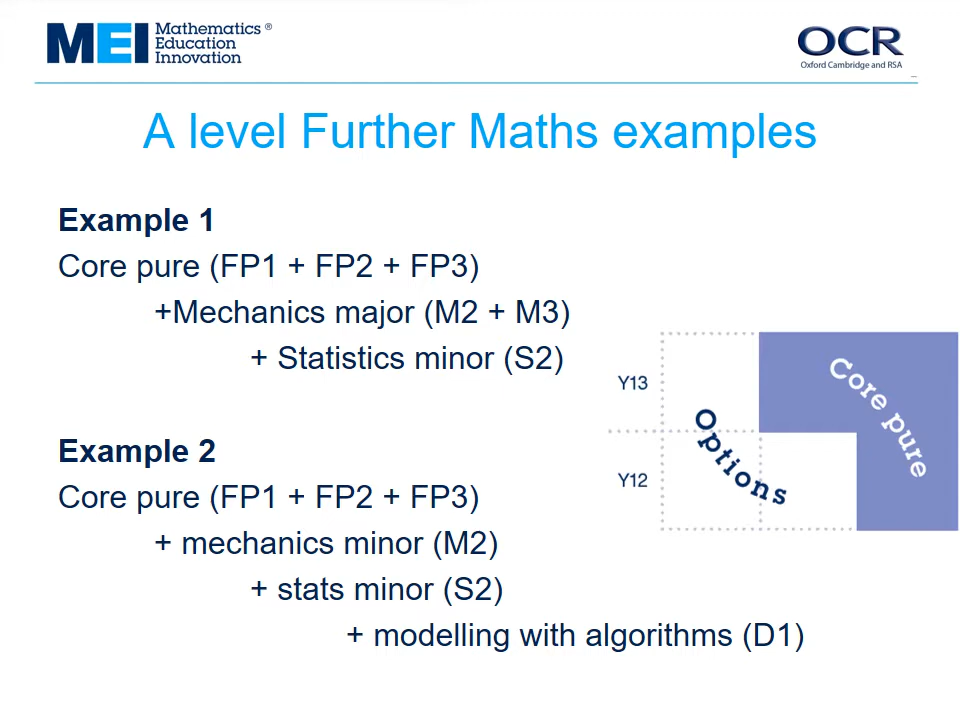 MEI Mathematics ®
Education
Innovation
OCR
Oxford Cambridge and RSA
A level Further Maths examples
Example 1
Core pure (FP1 + FP2 + FP3)
+Mechanics major (M2 + M3)
+ Statistics minor (S2)
Example 2
Core pure (FP1 + FP2 + FP3)
+ mechanics minor (M2)
+ stats minor (S2)
+ modelling with algorithms (D1)
Y13
Y12
Options
Core pure